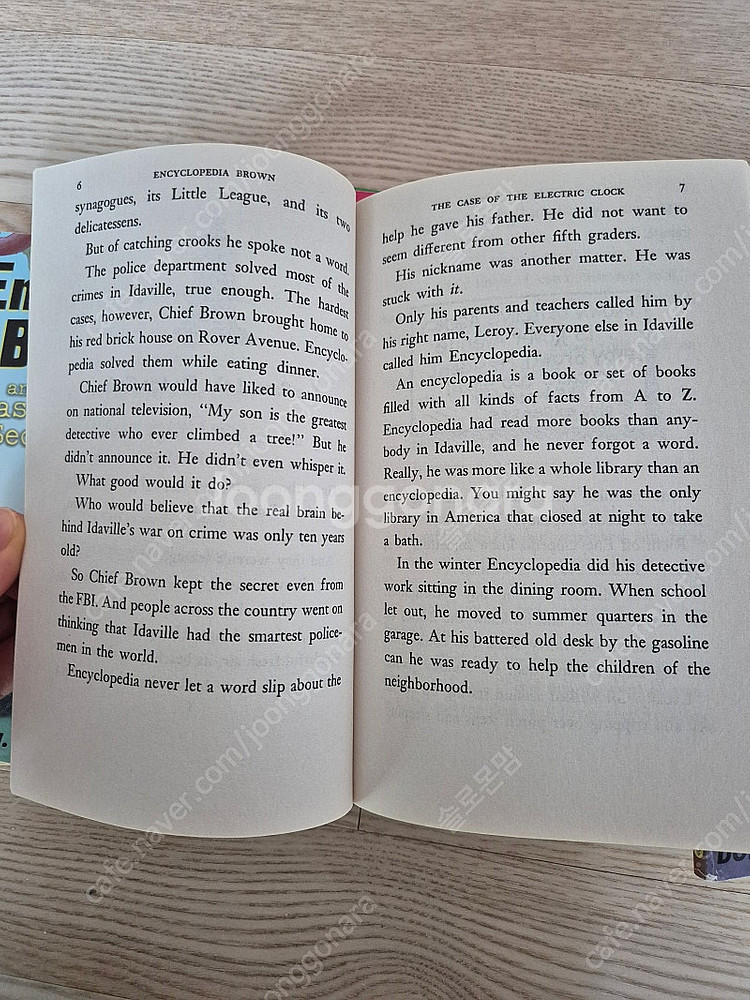 6
ENCYCLOPEDIA BROWN
synagogues, its Little League, and its two
delicatessens.
But of catching crooks he spoke not a word.
The police department solved most of the
crimes in Idaville, true enough. The hardest
cases, however, Chief Brown brought home to
his red brick house on Rover Avenue. Encyclo-
pedia solved them while eating dinner.
Chief Brown would have liked to announce
on national television, “My son is the greatest
detective who ever climbed a tree!” But he
didn’t announce it. He didn’t even whisper it.
What good would it do?
Who would believe that the real brain be-
hind Idaville’s war on crime was only ten years
old?
So Chief Brown kept the secret even from
the FBI. And people across the country went on
thinking that Idaville had the smartest police-
men in the world.
Encyclopedia never let a word slip about the
THE CASE OF THE ELECTRIC CLOCK
7
help he gave his father. He did not want to
seem different from other fifth graders.
His nickname was another matter. He was
stuck with it.
Only his parents and teachers called him by
his right name, Leroy. Everyone else in Idaville
called him Encyclopedia.
An encyclopedia is a book or set of books
filled with all kinds of facts from A to Z.
Encyclopedia had read more books than any-
body in Idaville, and he never forgot a word.
Really, he was more like a whole library than an
encyclopedia. You might say he was the only
library in America that closed at night to take
a bath.
In the winter Encyclopedia did his detective
work sitting in the dining room. When school
let out, he moved to summer quarters in the
garage. At his battered old desk by the gasoline
can he was ready to help the children of the
neighborhood.
joonggonara
cafe.naver.com/joonggonara
솔로몬맘